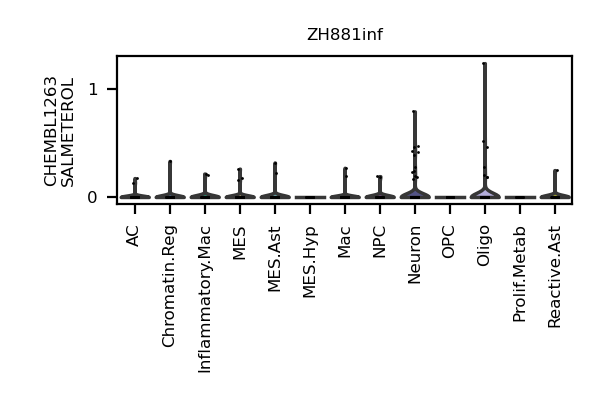 ZH881inf
CHEMBL1263
SALMETEROL
1
0
AC
Chromatin.Reg
Inflammatory.Mac
MES
MES.Ast
MES.Hyp
Mac
NPC
Neuron
OPC
Oligo
Prolif.Metab
Reactive.Ast